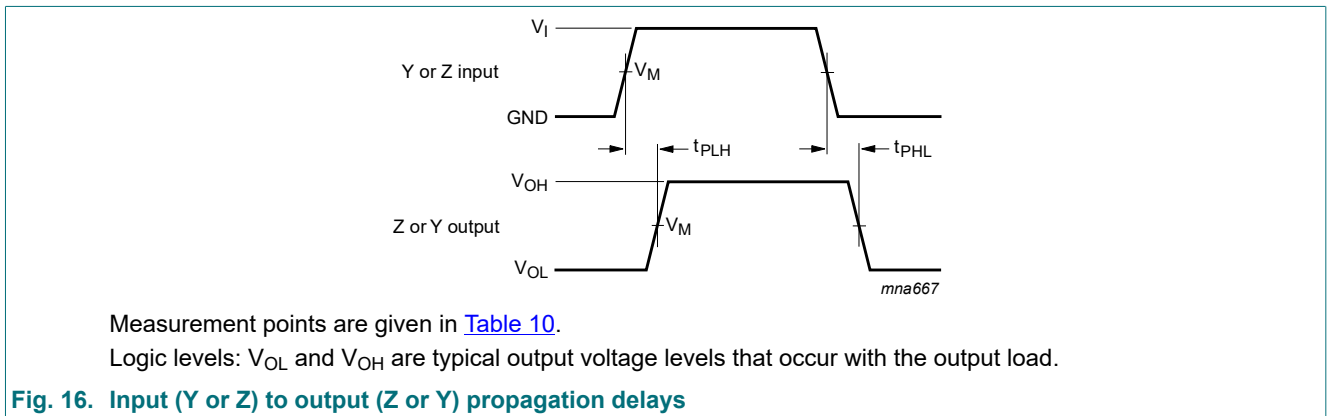 V_I
Y or Z input
V_M
GND
t_PLH
t_PHL
V_OH
Z or Y output
V_M
V_OL
mna667
Measurement points are given in Table 10.
Logic levels: V_OL and V_OH are typical output voltage levels that occur with the output load.
Fig. 16. Input (Y or Z) to output (Z or Y) propagation delays